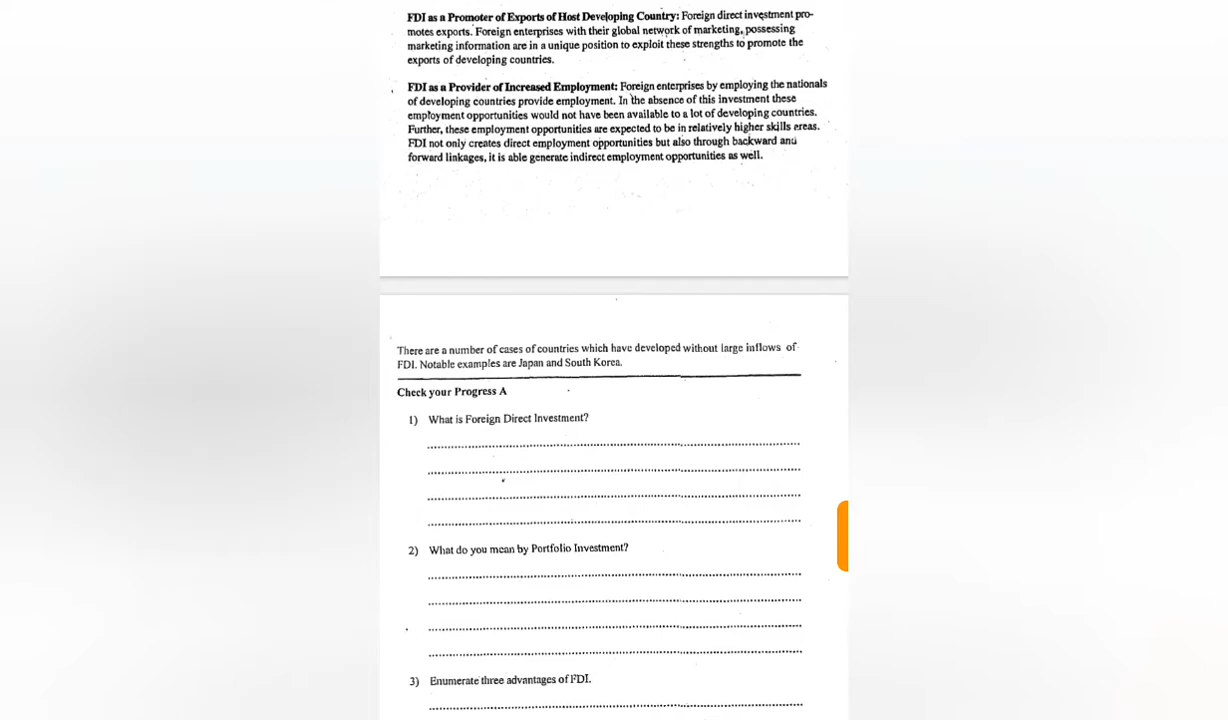 FDI as a Promoter of Exports of Host Developing Country: Foreign direct investment pro-
motes exports. Foreign enterprises with their global network of marketing, possessing
marketing information are in a unique position to exploit these strengths to promote the
exports of developing countries.
FDI as a Provider of Increased Employment: Foreign enterprises by employing the nationals
of developing countries provide employment. In the absence of this investment these
employment opportunities would not have been available to a lot of developing countries.
Further, these employment opportunities are expected to be in relatively higher skills ereas.
FDI not only creates direct employment opportunities but also through backward and
forward linkages, it is able generate indirect employment opportunities as well.
There are a number of cases of countries which have developed without large inflows of
FDI. Notable examples are Japan and South Korea.
Check your Progress A
1) What is Foreign Direct Investment?
2) What do you mean by Portfolio Investment?
3) Enumerate three advantages of FDI.